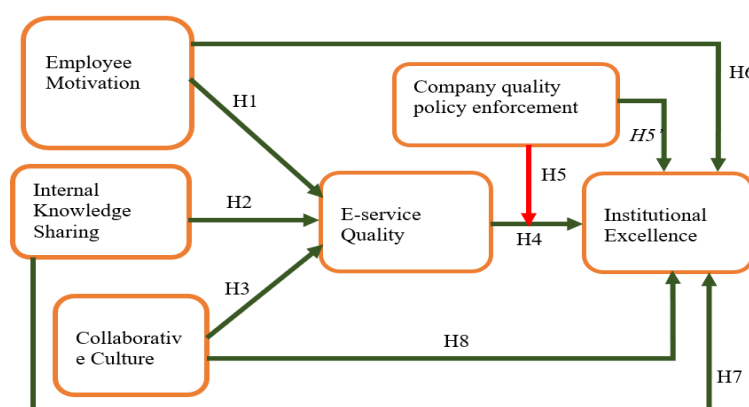 Employee
Motivation
H1
Company quality
policy enforcement
H6
H5'
Internal
Knowledge
Sharing
H2
H5
E-service
Quality
H4
Institutional
Excellence
H3
Collaborativ
e Culture
H8
H7